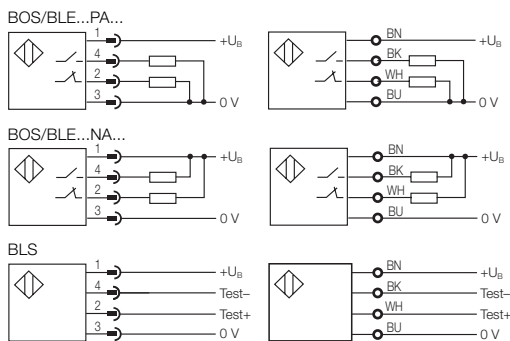 BOS/BLE...PA...
1 +U_B BN +U_B
4 BK
2 WH
3 0 V BU 0 V
BOS/BLE...NA...
1 +U_B BN +U_B
4 BK
2 WH
3 0 V BU 0 V
BLS
1 +U_B BN +U_B
4 Test– BK Test–
2 Test+ WH Test+
3 0 V BU 0 V